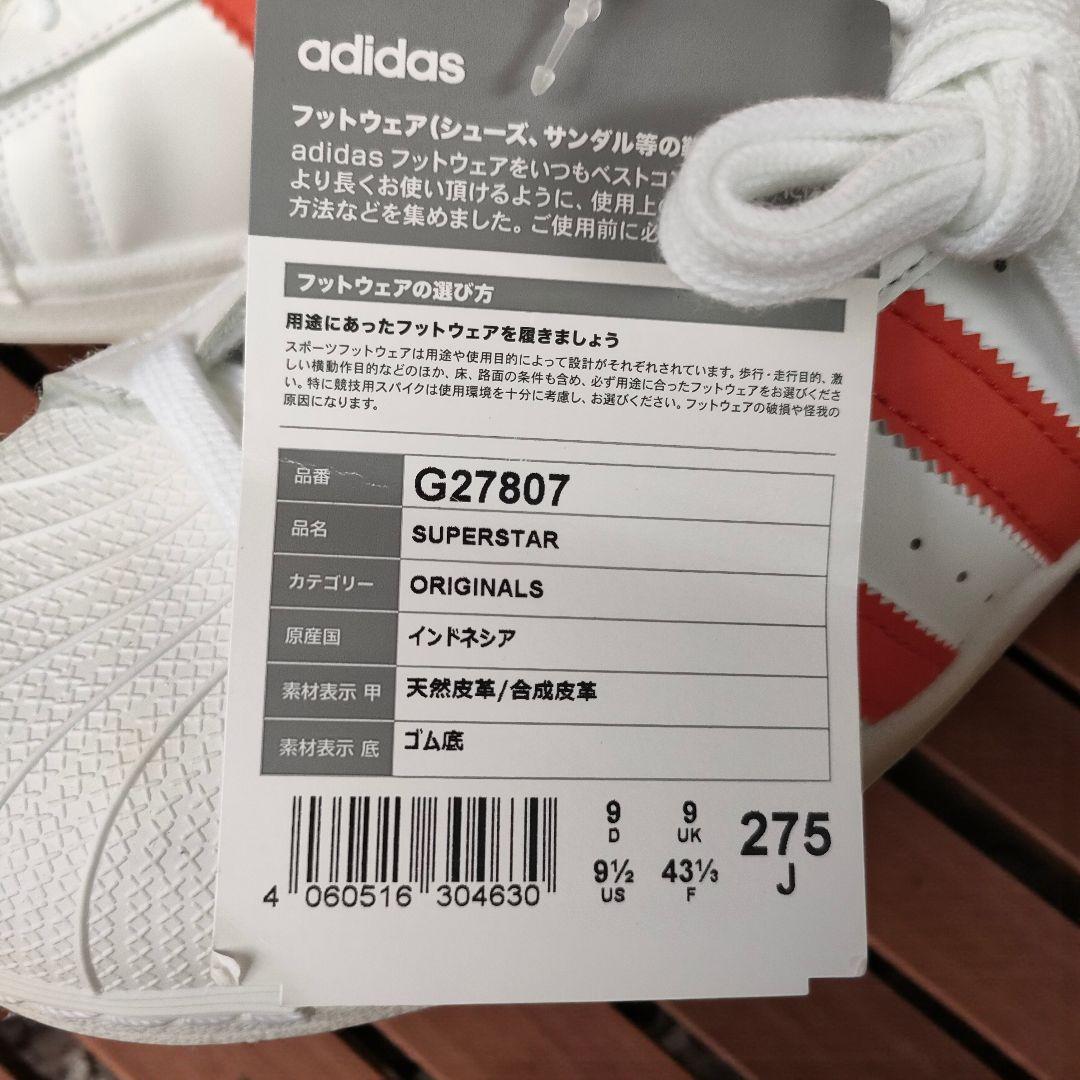 adidas
フットウェア(シューズ、サンダル等の
adidas フットウェアをいつもベストコ
より長くお使い頂けるように、使用上
方法などを集めました。ご使用前に必
フットウェアの選び方
用途にあったフットウェアを履きましょう
スポーツフットウェアは用途や使用目的によって設計がそれぞれされています。歩行・走行目的、激
しい横動作目的などのほか、床、路面の条件も含め、必ず用途に合ったフットウェアをお選びくださ
い。特に競技用スパイクは使用環境を十分に考慮し、お選びください。フットウェアの破損や怪我の
原因になります。
品番 G27807
品名 SUPERSTAR
カテゴリー ORIGINALS
原産国 インドネシア
素材表示 甲 天然皮革/合成皮革
素材表示 底 ゴム底
9 9 275
D UK J
9½ 43⅓
US F
4 060516 304630